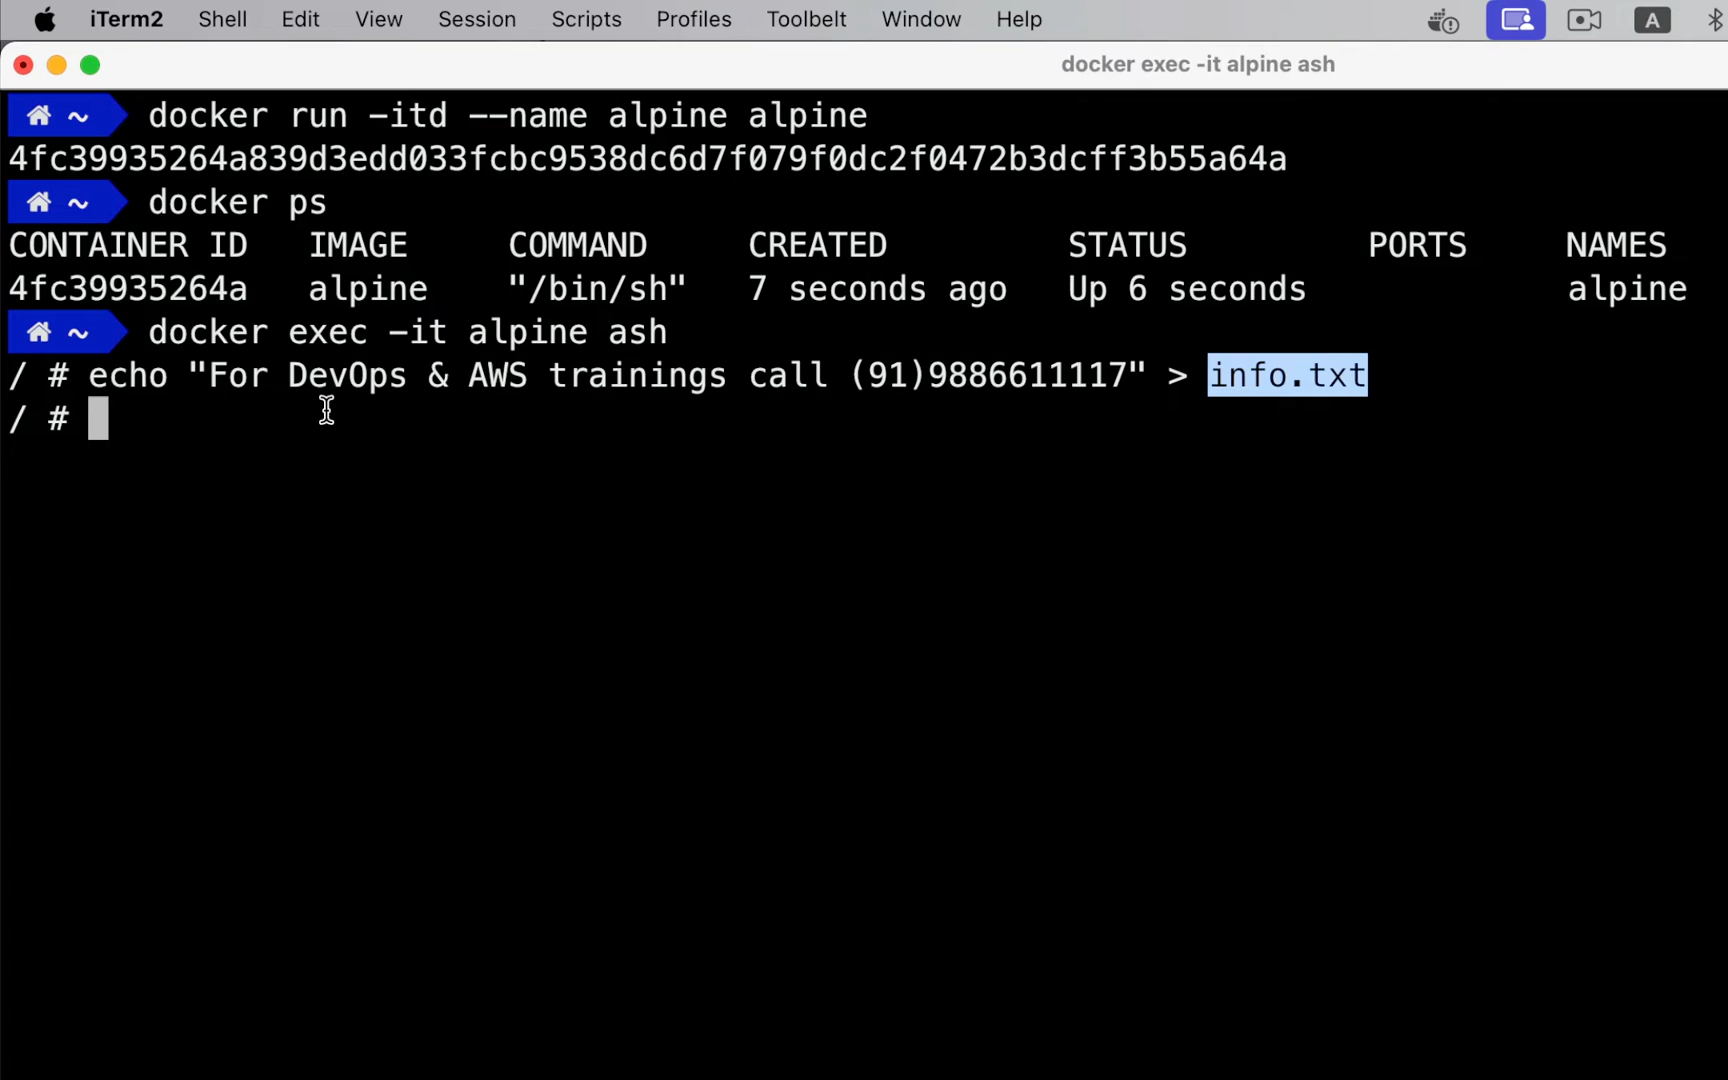 iTerm2 Shell Edit View Session Scripts Profiles Toolbelt Window Help A
docker exec -it alpine ash
~ docker run -itd --name alpine alpine
4fc39935264a839d3edd033fcbc9538dc6d7f079f0dc2f0472b3dcff3b55a64a
~ docker ps
CONTAINER ID IMAGE COMMAND CREATED STATUS PORTS NAMES
4fc39935264a alpine "/bin/sh" 7 seconds ago Up 6 seconds alpine
~ docker exec -it alpine ash
/ # echo "For DevOps & AWS trainings call (91)9886611117" > info.txt
/ #